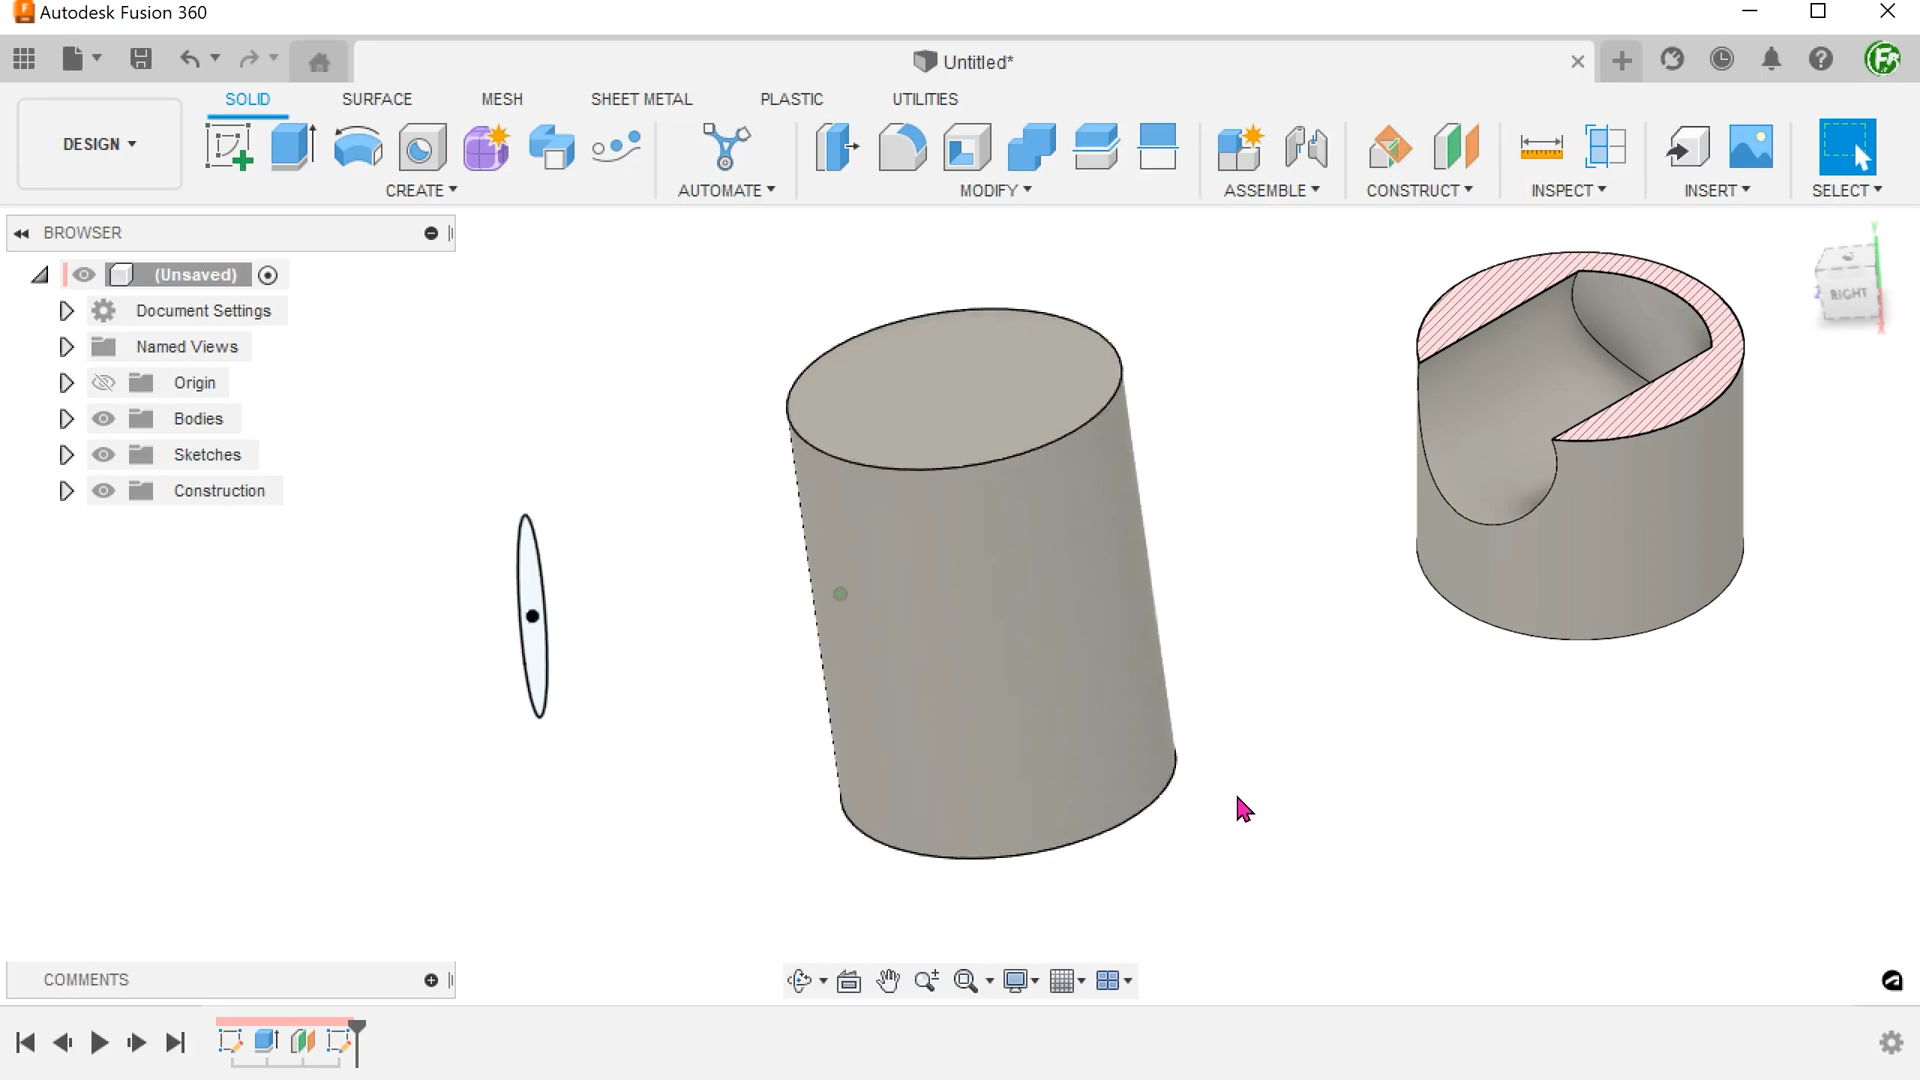 Autodesk Fusion 360
Untitled*
SOLID SURFACE MESH SHEET METAL PLASTIC UTILITIES
DESIGN
CREATE AUTOMATE MODIFY ASSEMBLE CONSTRUCT INSPECT INSERT SELECT
BROWSER
(Unsaved)
Document Settings
Named Views
Origin
Bodies
Sketches
Construction
RIGHT
COMMENTS